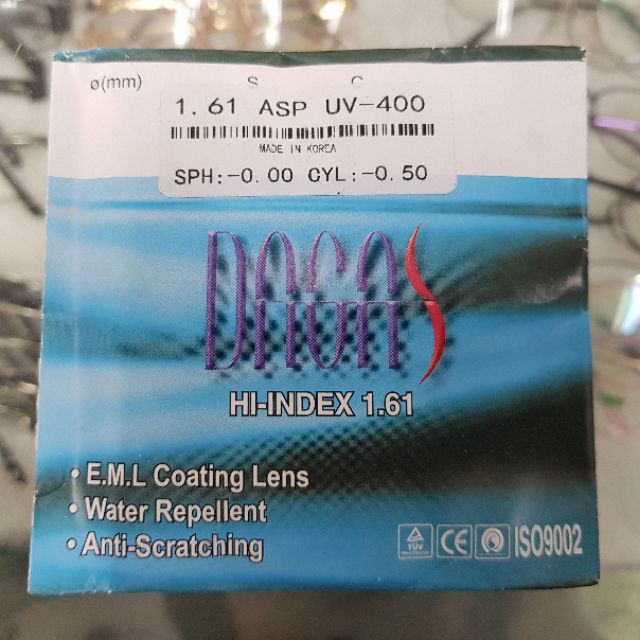 ø(mm) S C
1.61 ASP UV-400
MADE IN KOREA
SPH:-0.00 CYL:-0.50
DAGAS
HI-INDEX 1.61
• E.M.L Coating Lens
• Water Repellent
• Anti-Scratching
TÜV CE ISO9002